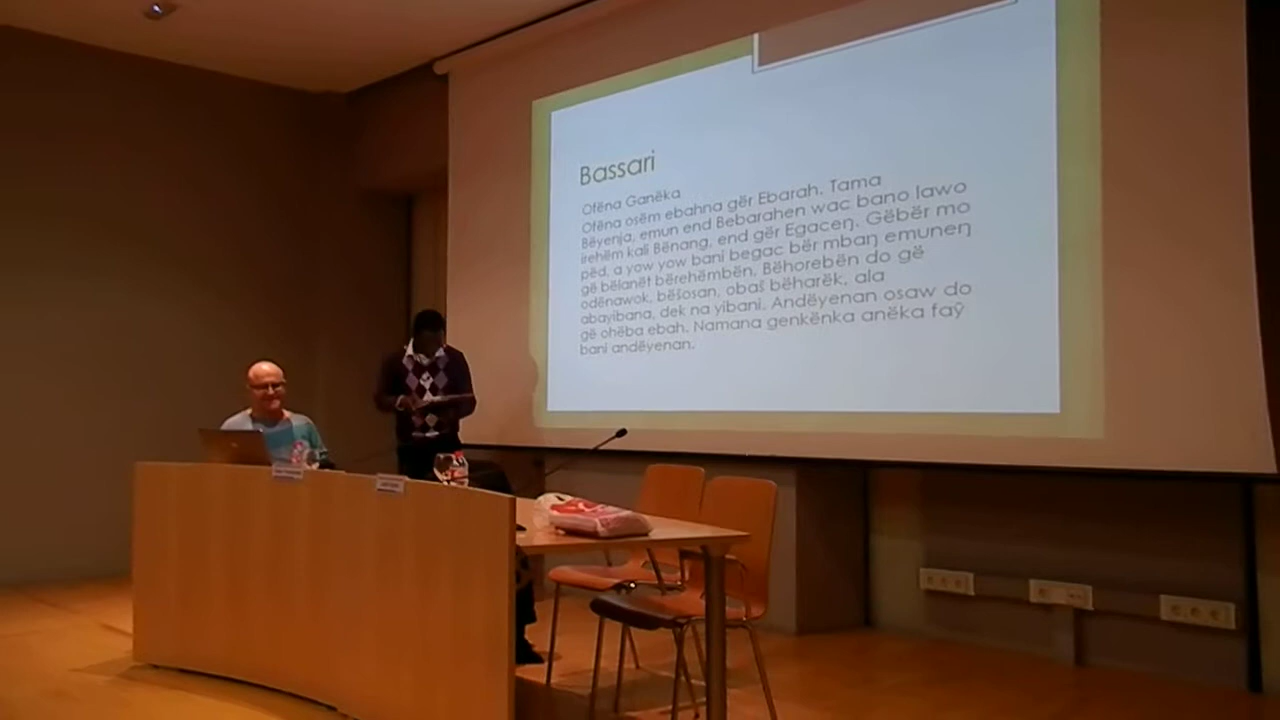 Bassari
Ofëna Ganëka
Ofëna osëm ebahna gër Ebarah. Tama
Bëyenja, emun end Bebarahen wac bano lawo
irehëm kali Bënang, end gër Egaceŋ. Gëbër mo
pëd, a yow yow bani begac bër mbaŋ emuneŋ
gë bëlanët bërehëmbën. Bëhorebën do gë
odënawok, bëšosan, obaš bëharëk, ala
abayibana, dek na yibani. Andëyenan osaw do
gë ohëba ebah. Namana genkënka anëka faŷ
bani andëyenan.